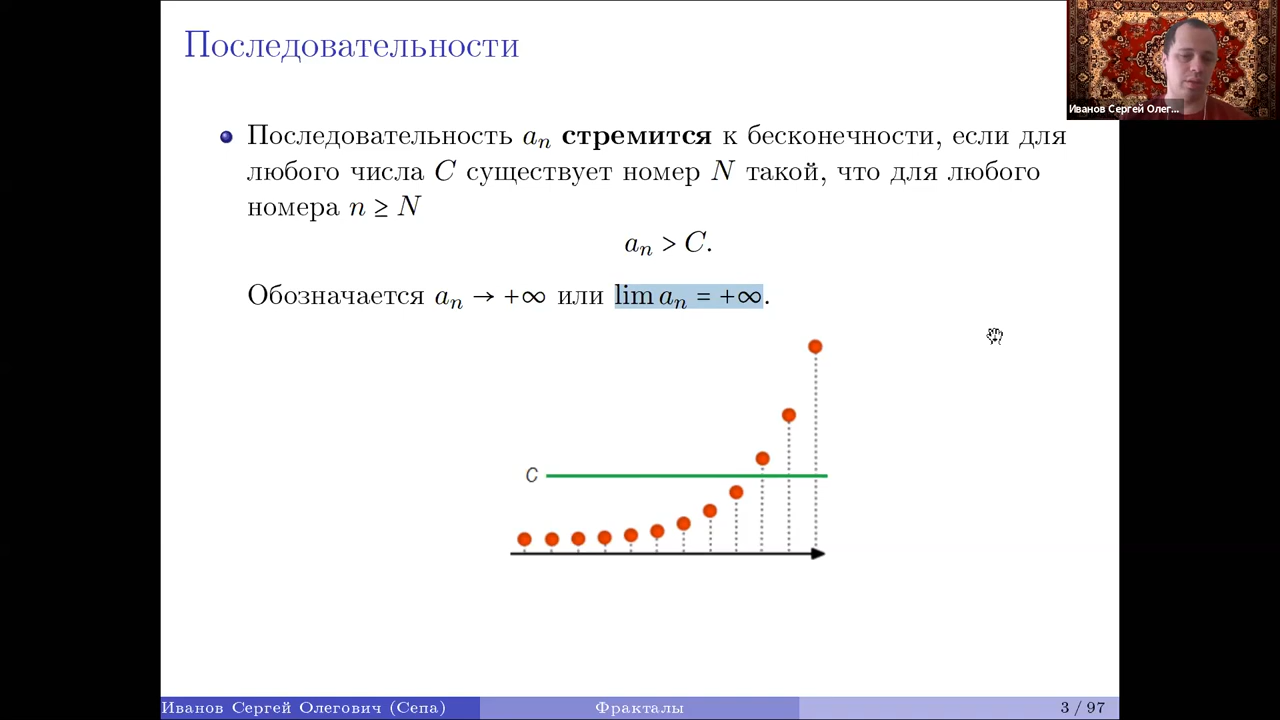 Последовательности
Иванов Сергей Олег...
Последовательность aₙ стремится к бесконечности, если для
любого числа C существует номер N такой, что для любого
номера n ≥ N
aₙ > C.
Обозначается aₙ → +∞ или lim aₙ = +∞.
C
Иванов Сергей Олегович (Сепа)
Фракталы
3 / 97